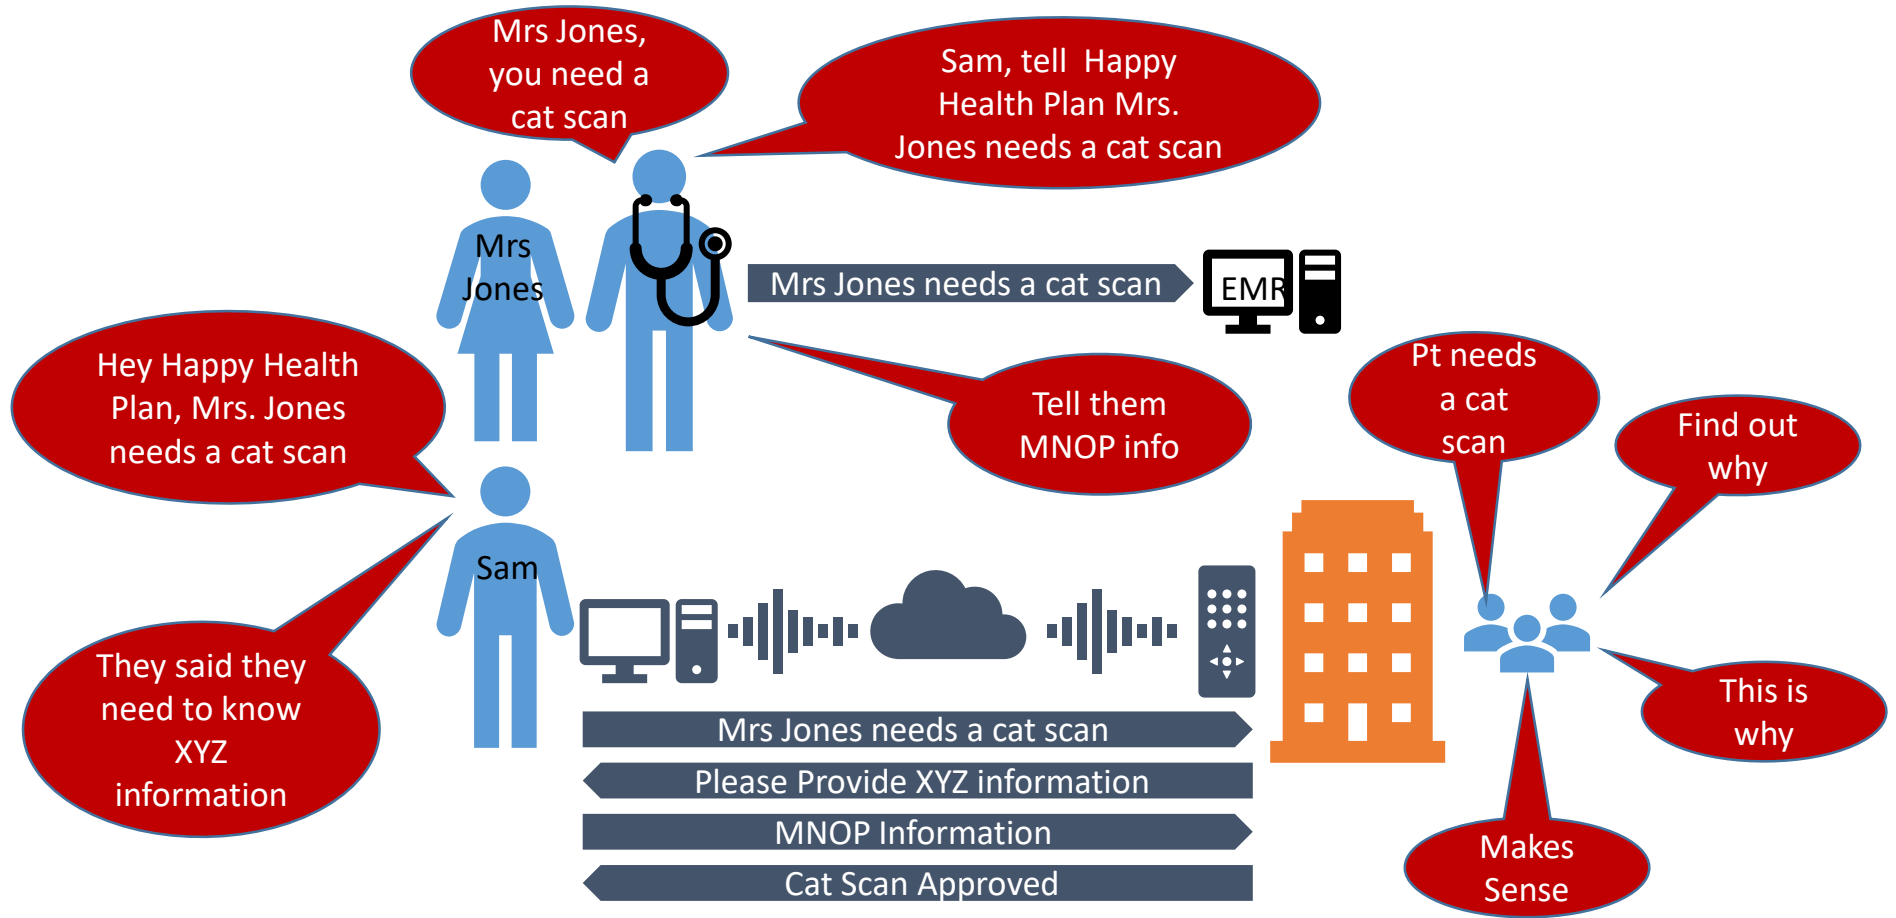 Mrs Jones,
you need a
cat scan
Sam, tell Happy
Health Plan Mrs.
Jones needs a cat scan
Mrs
Jones
Mrs Jones needs a cat scan
EMR
Hey Happy Health
Plan, Mrs. Jones
needs a cat scan
Tell them
MNOP info
Pt needs
a cat
scan
Find out
why
Sam
They said they
need to know
XYZ
information
This is
why
Mrs Jones needs a cat scan
Please Provide XYZ information
MNOP Information
Cat Scan Approved
Makes
Sense